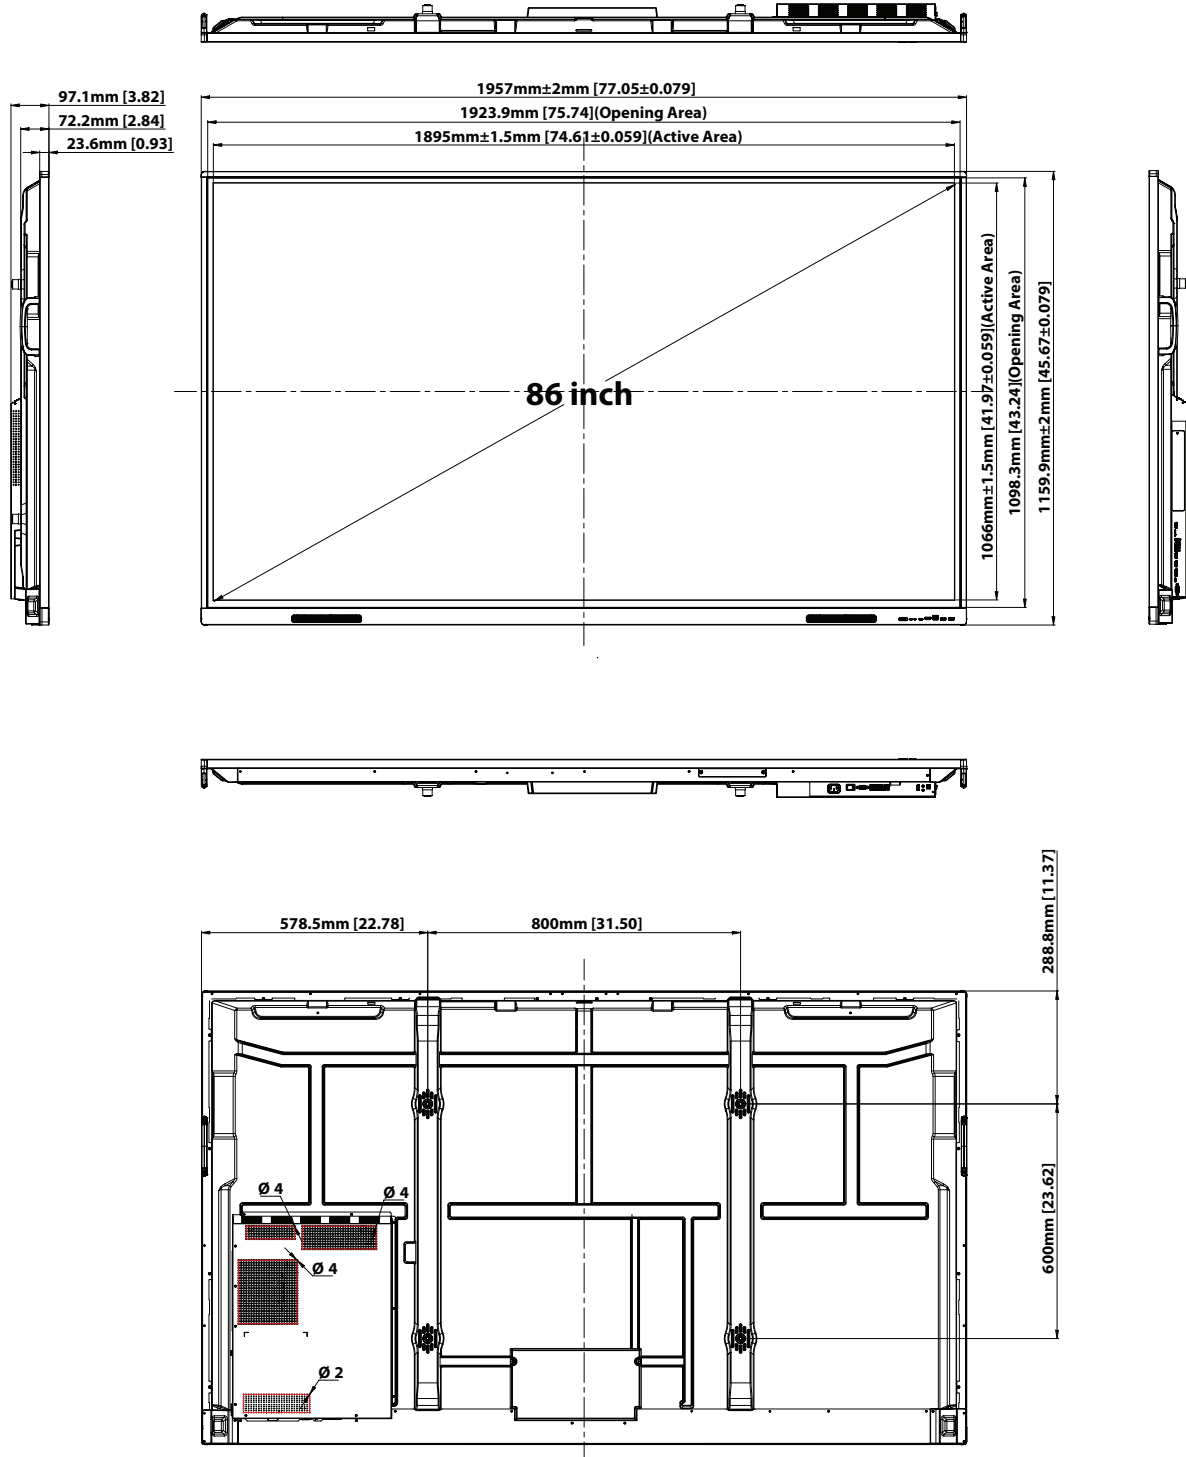 1957mm±2mm [77.05±0.079]
97.1mm [3.82]
1923.9mm [75.74](Opening Area)
72.2mm [2.84]
1895mm±1.5mm [74.61±0.059](Active Area)
23.6mm [0.93]
86 inch
1066mm±1.5mm [41.97±0.059](Active Area)
1098.3mm [43.24](Opening Area)
1159.9mm±2mm [45.67±0.079]
288.8mm [11.37]
578.5mm [22.78]
800mm [31.50]
600mm [23.62]
Ø 4
Ø 4
Ø 4
Ø 2